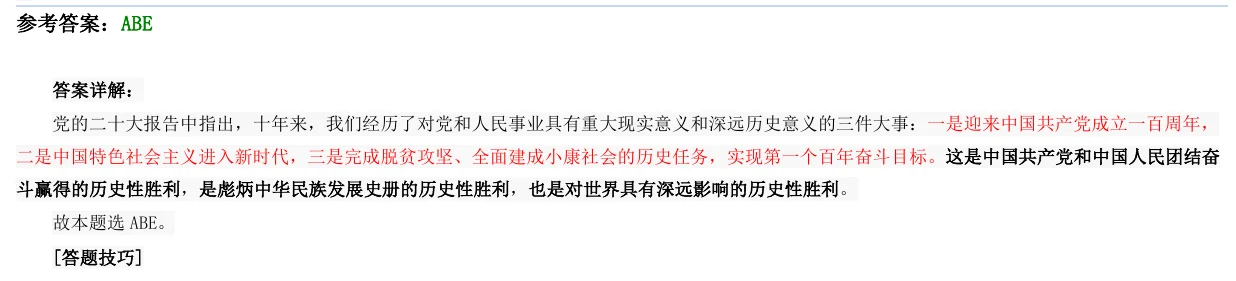 参考答案：ABE
答案详解：
党的二十大报告中指出，十年来，我们经历了对党和人民事业具有重大现实意义和深远历史意义的三件大事：一是迎来中国共产党成立一百周年，
二是中国特色社会主义进入新时代，三是完成脱贫攻坚、全面建成小康社会的历史任务，实现第一个百年奋斗目标。这是中国共产党和中国人民团结奋
斗赢得的历史性胜利，是彪炳中华民族发展史册的历史性胜利，也是对世界具有深远影响的历史性胜利。
故本题选 ABE。
[答题技巧]